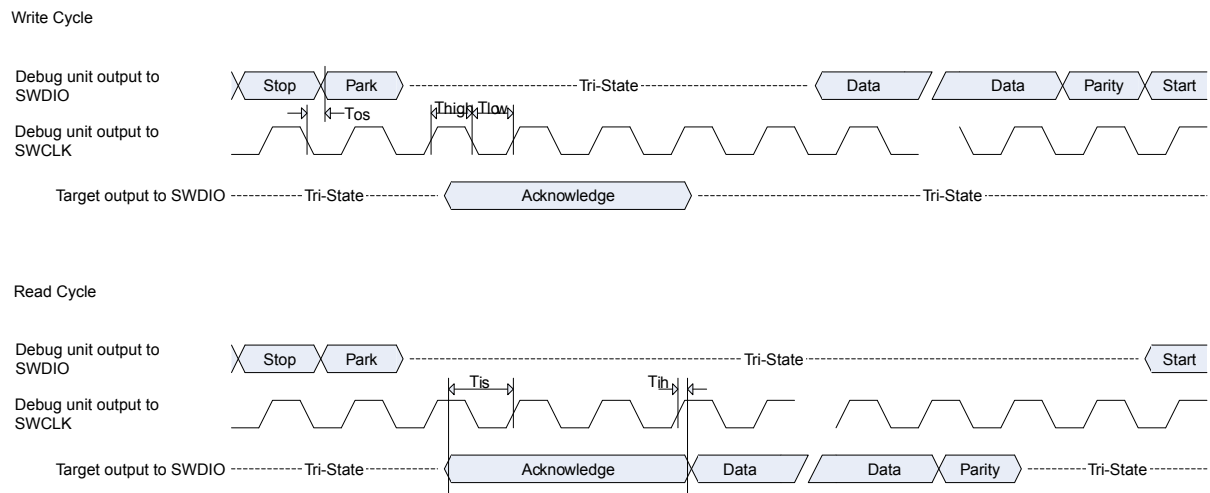 Write Cycle
Debug unit output to
SWDIO
Stop
Park
Tri-State
Data
Data
Parity
Start
Tos
Thigh
Tlow
Debug unit output to
SWCLK
Target output to SWDIO
Tri-State
Acknowledge
Tri-State
Read Cycle
Debug unit output to
SWDIO
Stop
Park
Tri-State
Start
Tis
Tih
Debug unit output to
SWCLK
Target output to SWDIO
Tri-State
Acknowledge
Data
Data
Parity
Tri-State